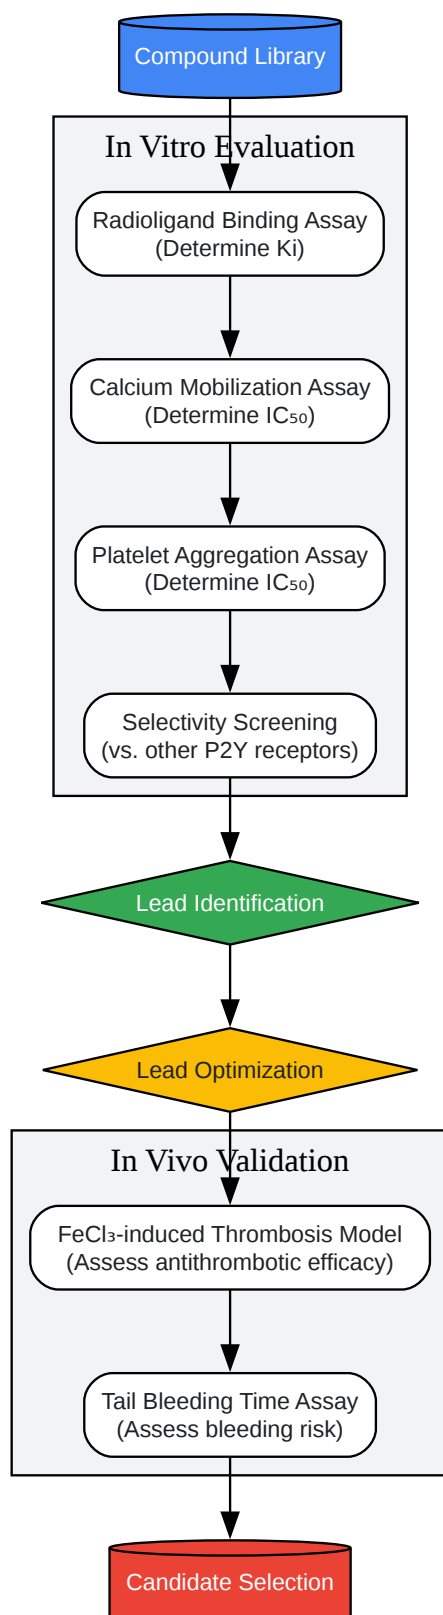 Compound Library
In Vitro Evaluation
Radioligand Binding Assay
(Determine Ki)
Calcium Mobilization Assay
(Determine IC₅₀)
Platelet Aggregation Assay
(Determine IC₅₀)
Selectivity Screening
(vs. other P2Y receptors)
Lead Identification
Lead Optimization
In Vivo Validation
FeCl₃-induced Thrombosis Model
(Assess antithrombotic efficacy)
Tail Bleeding Time Assay
(Assess bleeding risk)
Candidate Selection